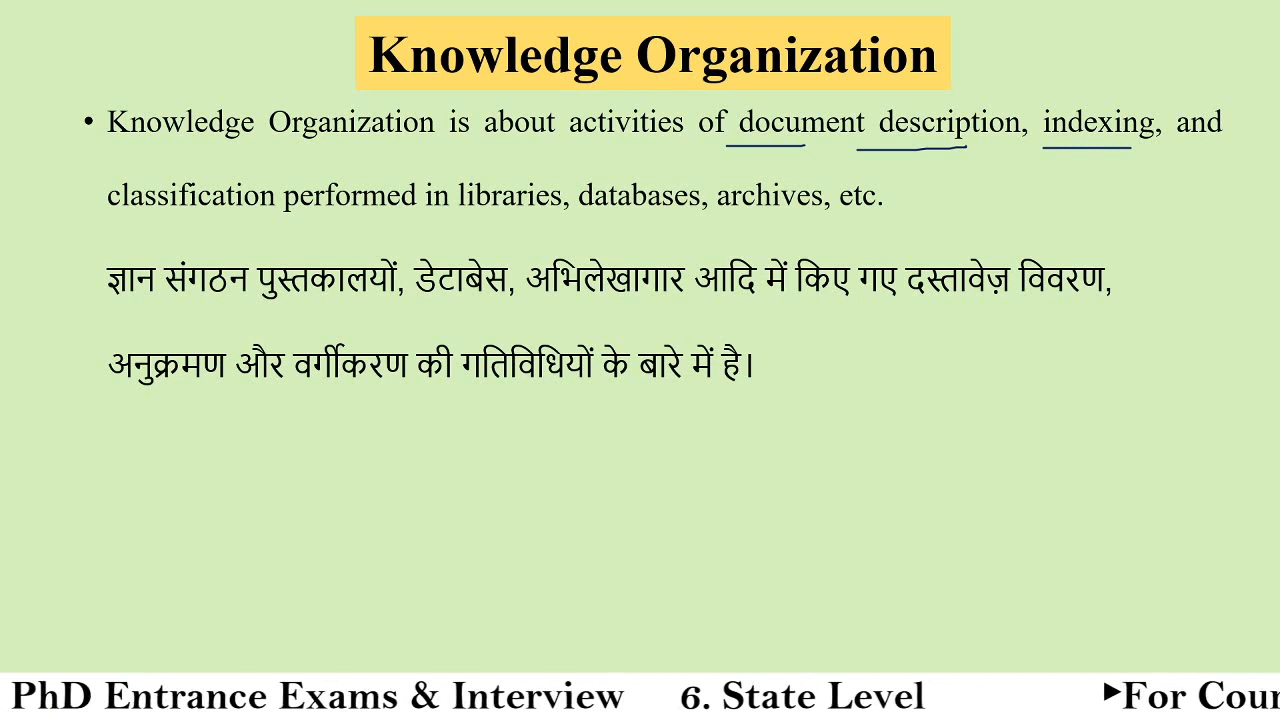 Knowledge Organization
• Knowledge Organization is about activities of document description, indexing, and
classification performed in libraries, databases, archives, etc.
ज्ञान संगठन पुस्तकालयों, डेटाबेस, अभिलेखागार आदि में किए गए दस्तावेज़ विवरण,
अनुक्रमण और वर्गीकरण की गतिविधियों के बारे में है।
PhD Entrance Exams & Interview 6. State Level ▶For